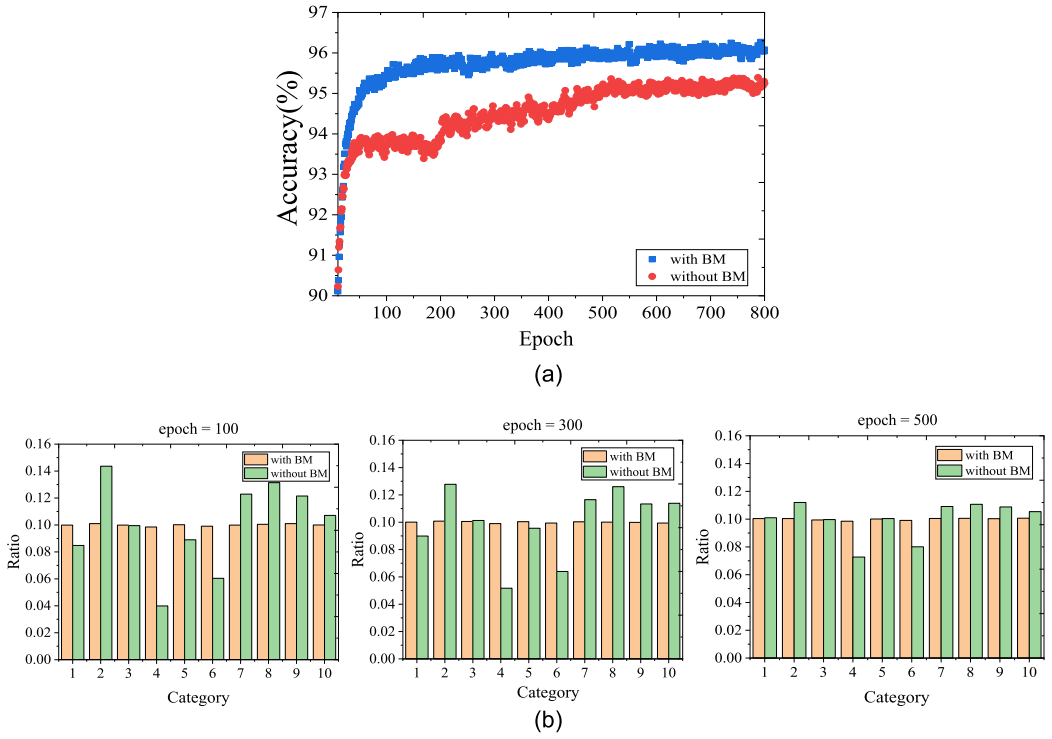 97
96
95
94
93
92
91
90
Accuracy(%)
with BM
without BM
100 200 300 400 500 600 700 800
Epoch
(a)
epoch = 100
0.16
0.14
0.12
0.10
0.08
0.06
0.04
0.02
0.00
Ratio
with BM
without BM
1 2 3 4 5 6 7 8 9 10
Category
epoch = 300
0.16
0.14
0.12
0.10
0.08
0.06
0.04
0.02
0.00
Ratio
with BM
without BM
1 2 3 4 5 6 7 8 9 10
Category
epoch = 500
0.16
0.14
0.12
0.10
0.08
0.06
0.04
0.02
0.00
Ratio
with BM
without BM
1 2 3 4 5 6 7 8 9 10
Category
(b)